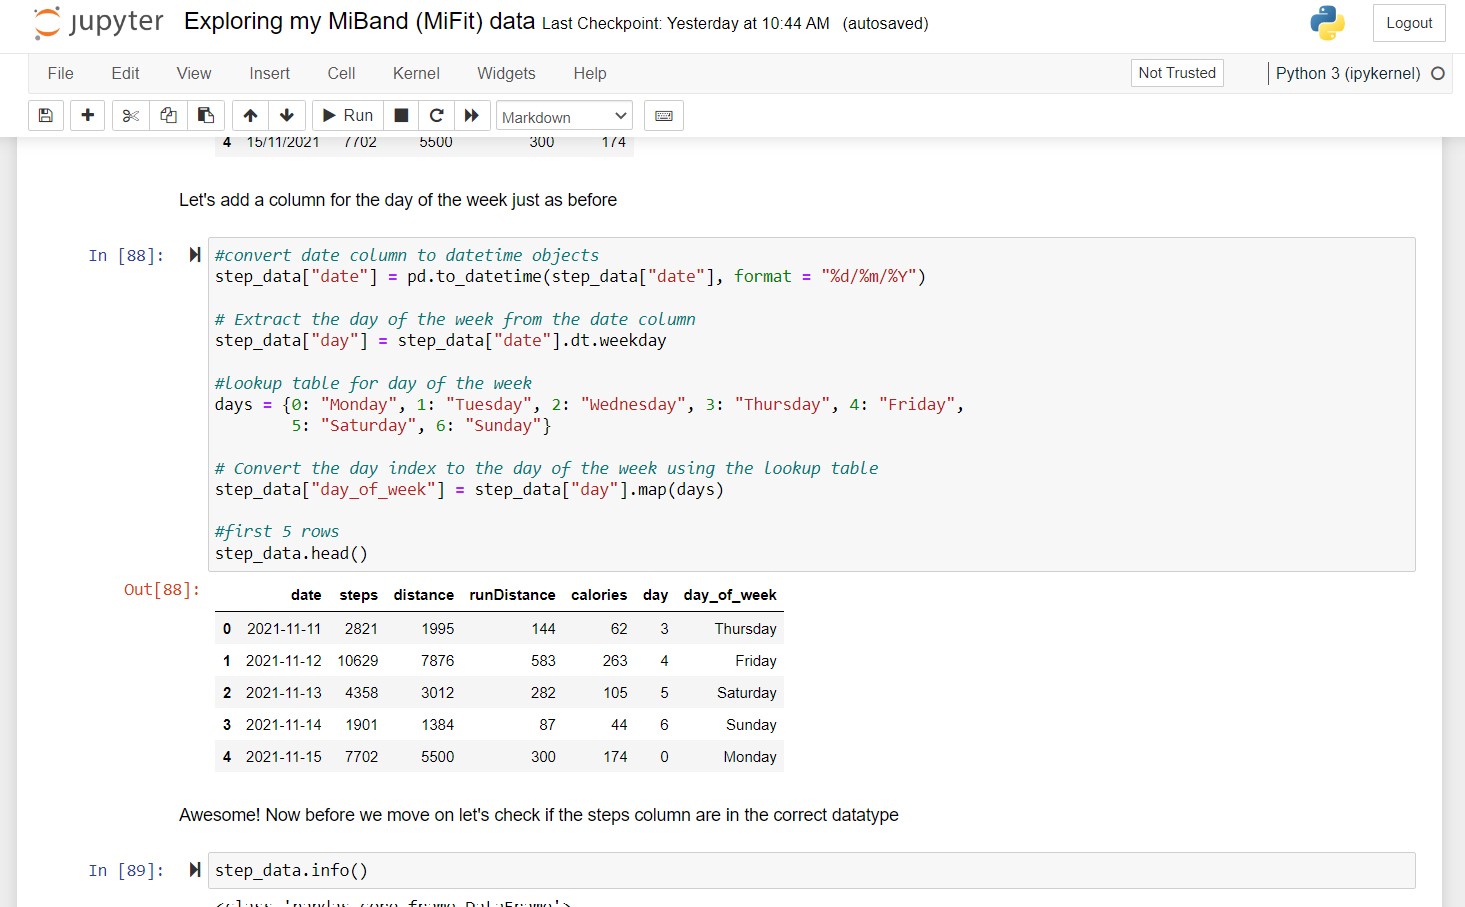 jupyter Exploring my MiBand (MiFit) data Last Checkpoint: Yesterday at 10:44 AM (autosaved) Logout
File Edit View Insert Cell Kernel Widgets Help Not Trusted Python 3 (ipykernel)
Run Markdown
4 15/11/2021 7702 5500 300 174
Let's add a column for the day of the week just as before
In [88]: #convert date column to datetime objects
step_data["date"] = pd.to_datetime(step_data["date"], format = "%d/%m/%Y")
# Extract the day of the week from the date column
step_data["day"] = step_data["date"].dt.weekday
#lookup table for day of the week
days = {0: "Monday", 1: "Tuesday", 2: "Wednesday", 3: "Thursday", 4: "Friday",
5: "Saturday", 6: "Sunday"}
# Convert the day index to the day of the week using the lookup table
step_data["day_of_week"] = step_data["day"].map(days)
#first 5 rows
step_data.head()
Out[88]:
date steps distance runDistance calories day day_of_week
0 2021-11-11 2821 1995 144 62 3 Thursday
1 2021-11-12 10629 7876 583 263 4 Friday
2 2021-11-13 4358 3012 282 105 5 Saturday
3 2021-11-14 1901 1384 87 44 6 Sunday
4 2021-11-15 7702 5500 300 174 0 Monday
Awesome! Now before we move on let's check if the steps column are in the correct datatype
In [89]: step_data.info()
<class 'pandas.core.frame.DataFrame'>